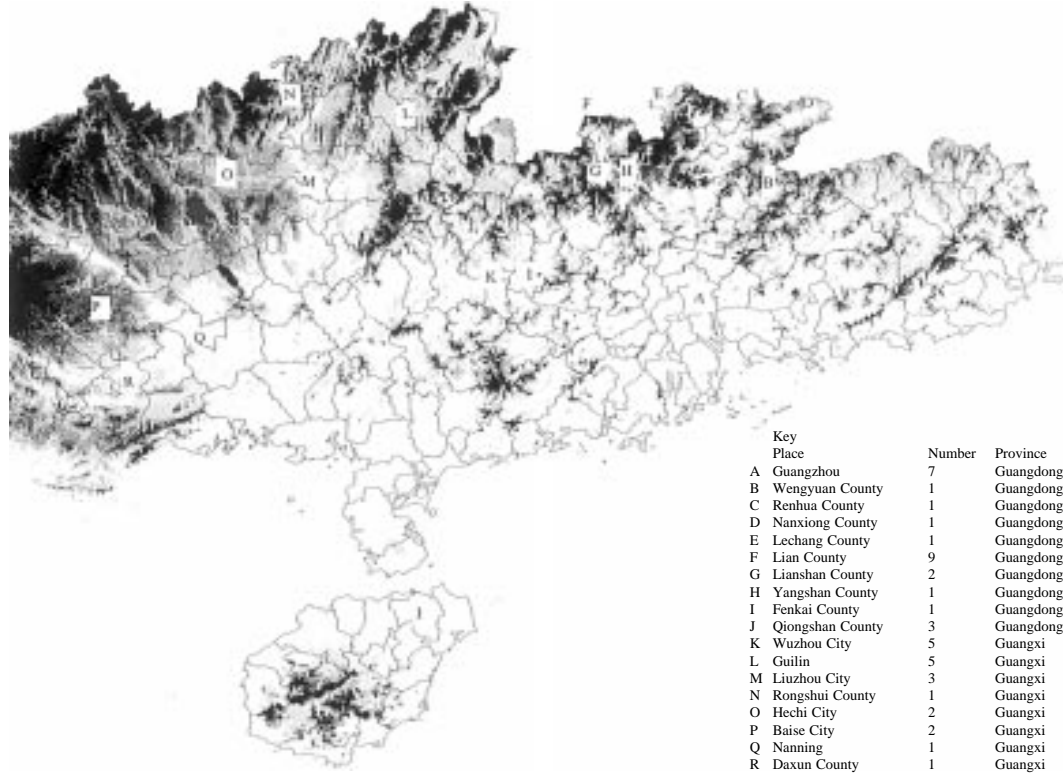 N
L
F
E
C
D
O
M
G
H
B
K
I
P
A
Q
R
J
Key
Place Number Province
A Guangzhou 7 Guangdong
B Wengyuan County 1 Guangdong
C Renhua County 1 Guangdong
D Nanxiong County 1 Guangdong
E Lechang County 1 Guangdong
F Lian County 9 Guangdong
G Lianshan County 2 Guangdong
H Yangshan County 1 Guangdong
I Fenkai County 1 Guangdong
J Qiongshan County 3 Guangdong
K Wuzhou City 5 Guangxi
L Guilin 5 Guangxi
M Liuzhou City 3 Guangxi
N Rongshui County 1 Guangxi
O Hechi City 2 Guangxi
P Baise City 2 Guangxi
Q Nanning 1 Guangxi
R Daxun County 1 Guangxi